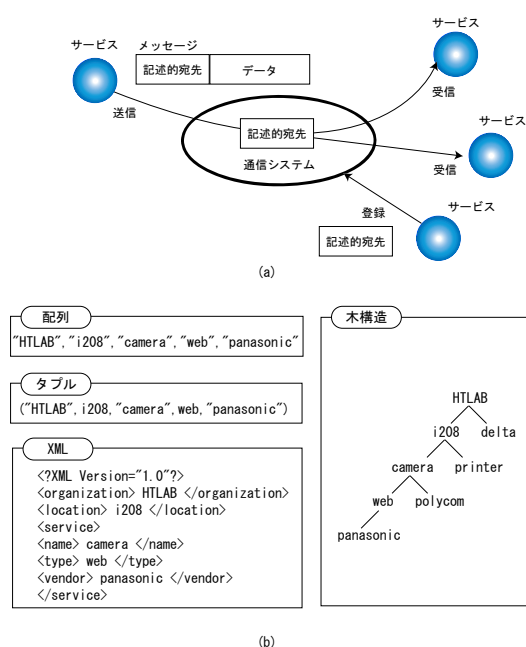 サービス
メッセージ
記述的宛先
データ
送信
サービス
受信
記述的宛先
通信システム
サービス
受信
登録
サービス
記述的宛先
(a)
配列
"HTLAB","i208","camera","web","panasonic"
タプル
("HTLAB",i208,"camera",web,"panasonic")
XML
<?XML Version="1.0"?>
<organization> HTLAB </organization>
<location> i208 </location>
<service>
<name> camera </name>
<type> web </type>
<vendor> panasonic </vendor>
</service>
木構造
HTLAB
i208 delta
camera printer
web polycom
panasonic
(b)